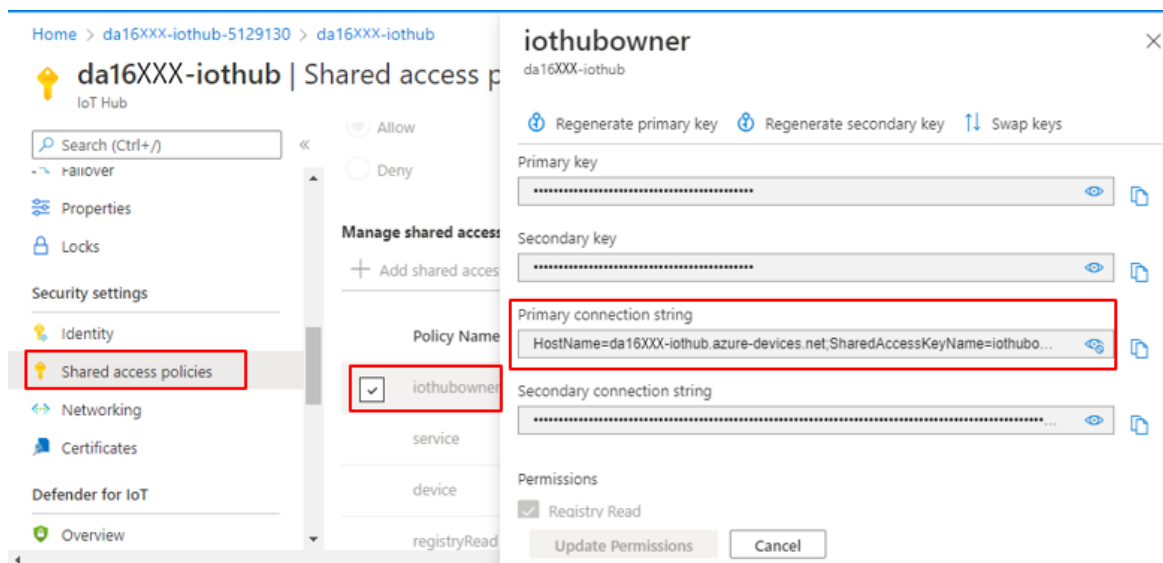 Home > da16XXX-iothub-5129130 > da16XXX-iothub
da16XXX-iothub | Shared access p
IoT Hub
Search (Ctrl+/)
«
Failover
Properties
Locks
Security settings
Identity
Shared access policies
Networking
Certificates
Defender for IoT
Overview
Allow
Deny
Manage shared access
Add shared acces
Policy Name
iothubowner
service
device
registryRead
iothubowner
da16XXX-iothub
Regenerate primary key Regenerate secondary key Swap keys
Primary key
Secondary key
Primary connection string
HostName=da16XXX-iothub.azure-devices.net;SharedAccessKeyName=iothubo...
Secondary connection string
Permissions
Registry Read
Update Permissions Cancel